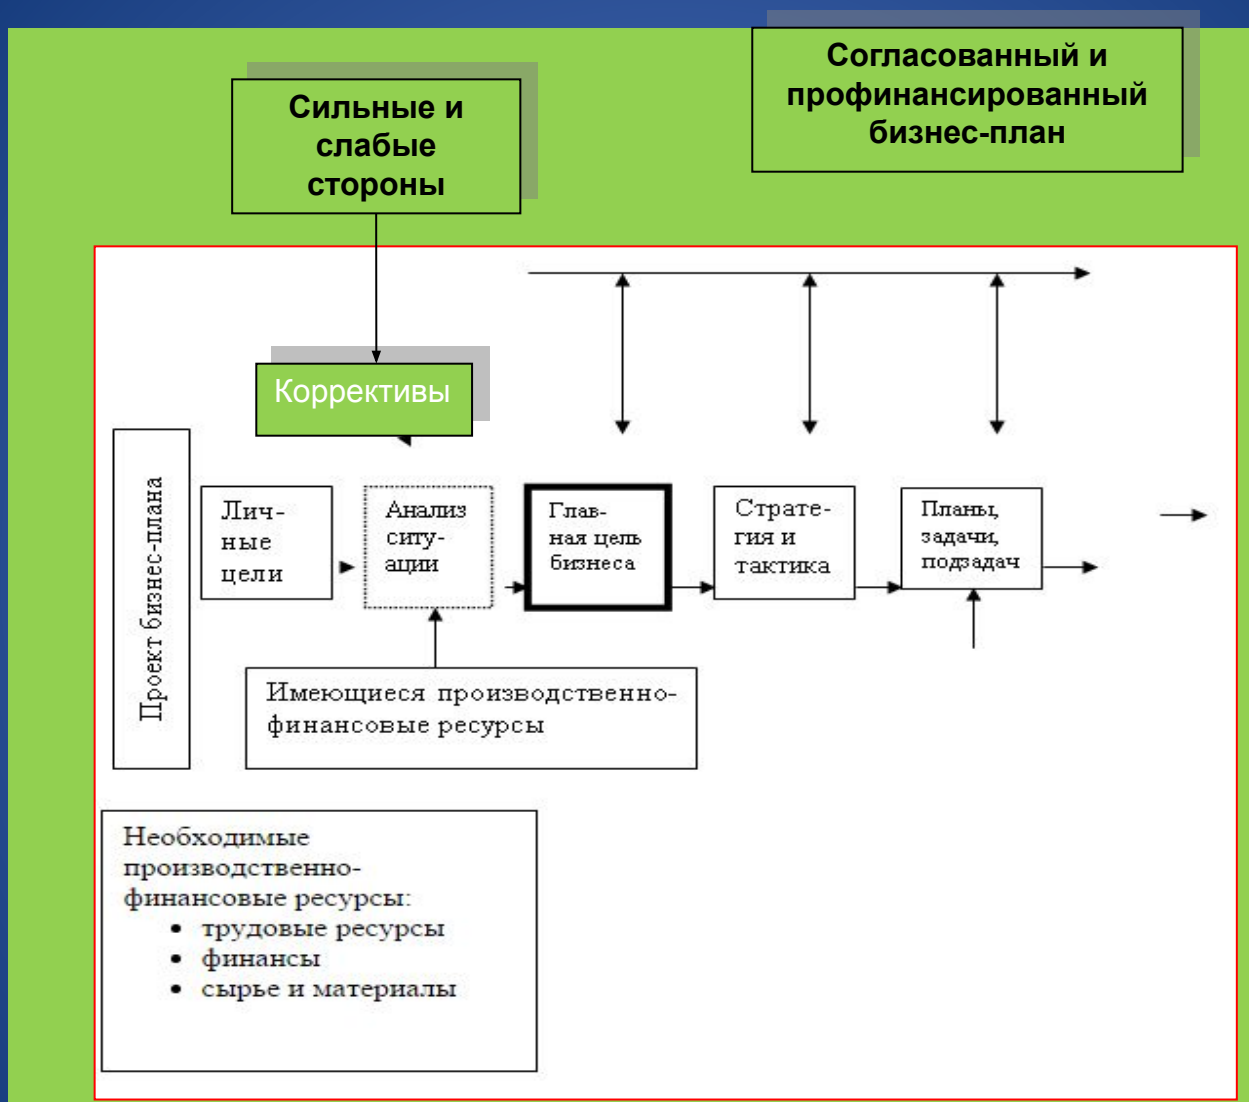 Согласованный и
профинансированный
бизнес-план
Сильные и
слабые
стороны
Коррективы
Проект бизнес-плана
Лич-
ные
цели
Анализ
ситу-
ации
Глав-
ная цель
бизнеса
Страте-
гия и
тактика
Планы,
задачи,
подзадач
Имеющиеся производственно-
финансовые ресурсы
Необходимые
производственно-
финансовые ресурсы:
• трудовые ресурсы
• финансы
• сырье и материалы